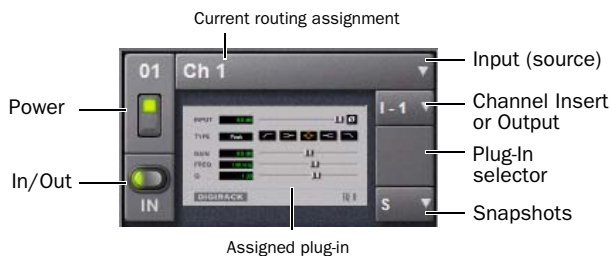 Current routing assignment
01
Ch 1
Input (source)
Power
I - 1
Channel Insert
or Output
INPUT
TYPE
Peak
GAIN
FREQ
Q
Plug-In
selector
In/Out
IN
DIGIRACK
S
Snapshots
Assigned plug-in